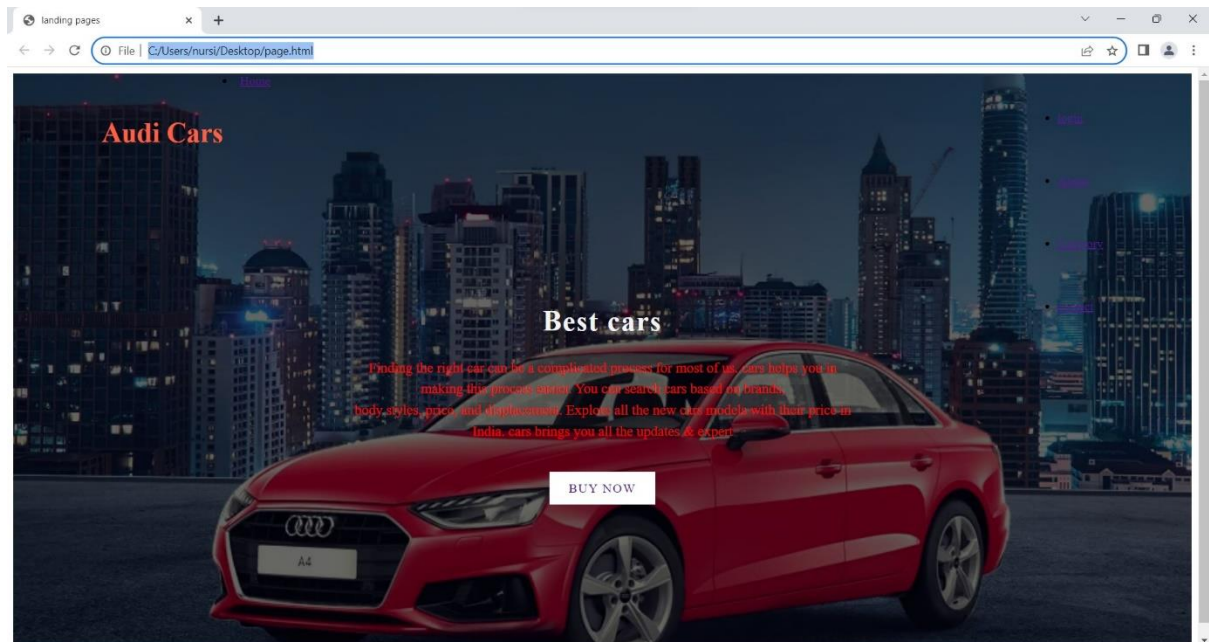 landing pages
File | C:/Users/nursi/Desktop/page.html
Home
Audi Cars
Best cars
Finding the right car can be a complicated process for most of us. cars helps you in
making this process easier. You can search cars based on brands,
body styles, price, and displacement. Explore all the new cars models with their price in
India. cars brings you all the updates & expert
BUY NOW
A4